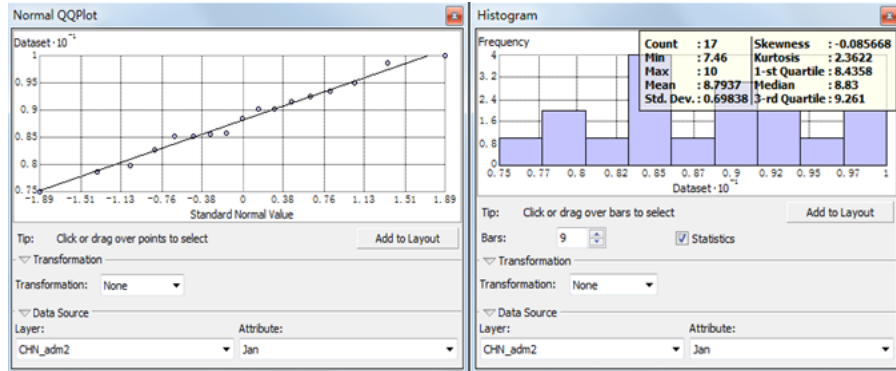 Normal QQPlot
Dataset · 10⁻¹
1
0.95
0.9
0.85
0.8
0.75
-1.89 -1.51 -1.13 -0.76 -0.38 0 0.38 0.76 1.13 1.51 1.89
Standard Normal Value
Tip: Click or drag over points to select
Add to Layout
Transformation
Transformation: None
Data Source
Layer: Attribute:
CHN_adm2 Jan
Histogram
Frequency
4
3.2
2.4
1.6
0.8
0
Count : 17 Skewness : -0.085668
Min : 7.46 Kurtosis : 2.3622
Max : 10 1-st Quartile : 8.4358
Mean : 8.7937 Median : 8.83
Std. Dev. : 0.69838 3-rd Quartile : 9.261
0.75 0.77 0.8 0.82 0.85 0.87 0.9 0.92 0.95 0.97 1
Dataset · 10⁻¹
Tip: Click or drag over bars to select
Add to Layout
Bars: 9 Statistics
Transformation
Transformation: None
Data Source
Layer: Attribute:
CHN_adm2 Jan